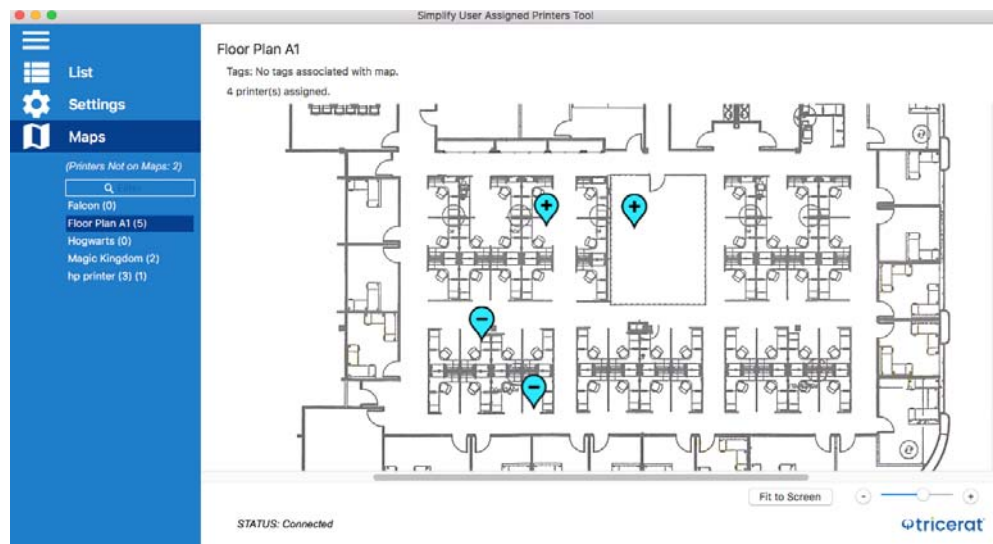 Simplify User Assigned Printers Tool
Floor Plan A1
Tags: No tags associated with map.
4 printer(s) assigned.
List
Settings
Maps
(Printers Not on Maps: 2)
Falcon (0)
Floor Plan A1 (5)
Hogwarts (0)
Magic Kingdom (2)
hp printer (3) (1)
Fit to Screen
STATUS: Connected
tricerat